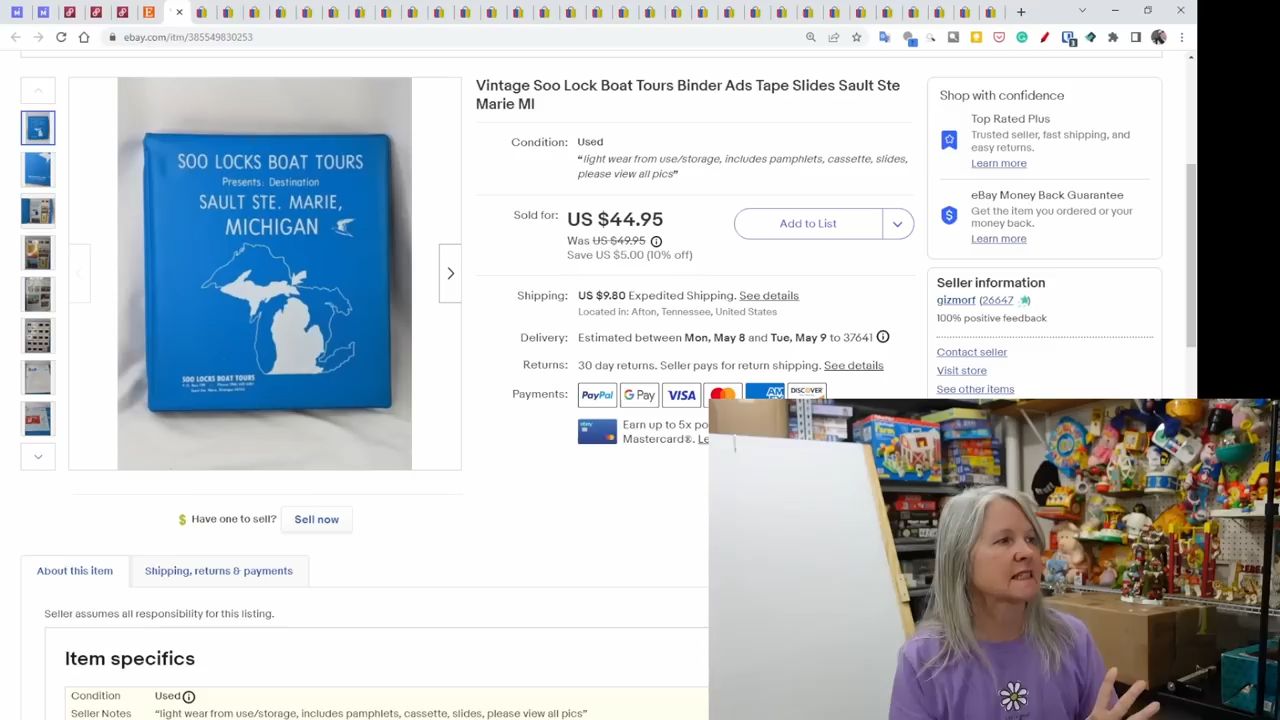 ebay.com/itm/385549830253
SOO LOCKS BOAT TOURS
Presents: Destination
SAULT STE. MARIE,
MICHIGAN
SOO LOCKS BOAT TOURS
Vintage Soo Lock Boat Tours Binder Ads Tape Slides Sault Ste
Marie MI
Condition: Used
“light wear from use/storage, includes pamphlets, cassette, slides,
please view all pics”
Sold for: US $44.95
Was US $49.95
Save US $5.00 (10% off)
Add to List
Shipping: US $9.80 Expedited Shipping. See details
Located in: Afton, Tennessee, United States
Delivery: Estimated between Mon, May 8 and Tue, May 9 to 37641
Returns: 30 day returns. Seller pays for return shipping. See details
Payments: PayPal G Pay VISA AM DISCOVER
Earn up to 5x po
Mastercard®. Le
Shop with confidence
Top Rated Plus
Trusted seller, fast shipping, and
easy returns.
Learn more
eBay Money Back Guarantee
Get the item you ordered or your
money back.
Learn more
Seller information
gizmorf (26647
100% positive feedback
Contact seller
Visit store
See other items
Have one to sell? Sell now
About this item
Shipping, returns & payments
Seller assumes all responsibility for this listing.
Item specifics
Condition Used
Seller Notes “light wear from use/storage, includes pamphlets, cassette, slides, please view all pics”